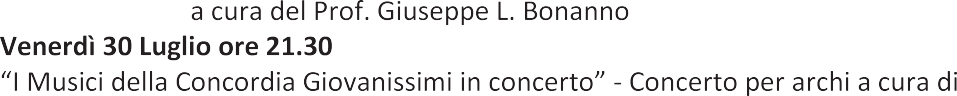 a cura del Prof. Giuseppe L. Bonanno
Venerdì 30 Luglio ore 21.30
“I Musici della Concordia Giovanissimi in concerto” - Concerto per archi a cura di